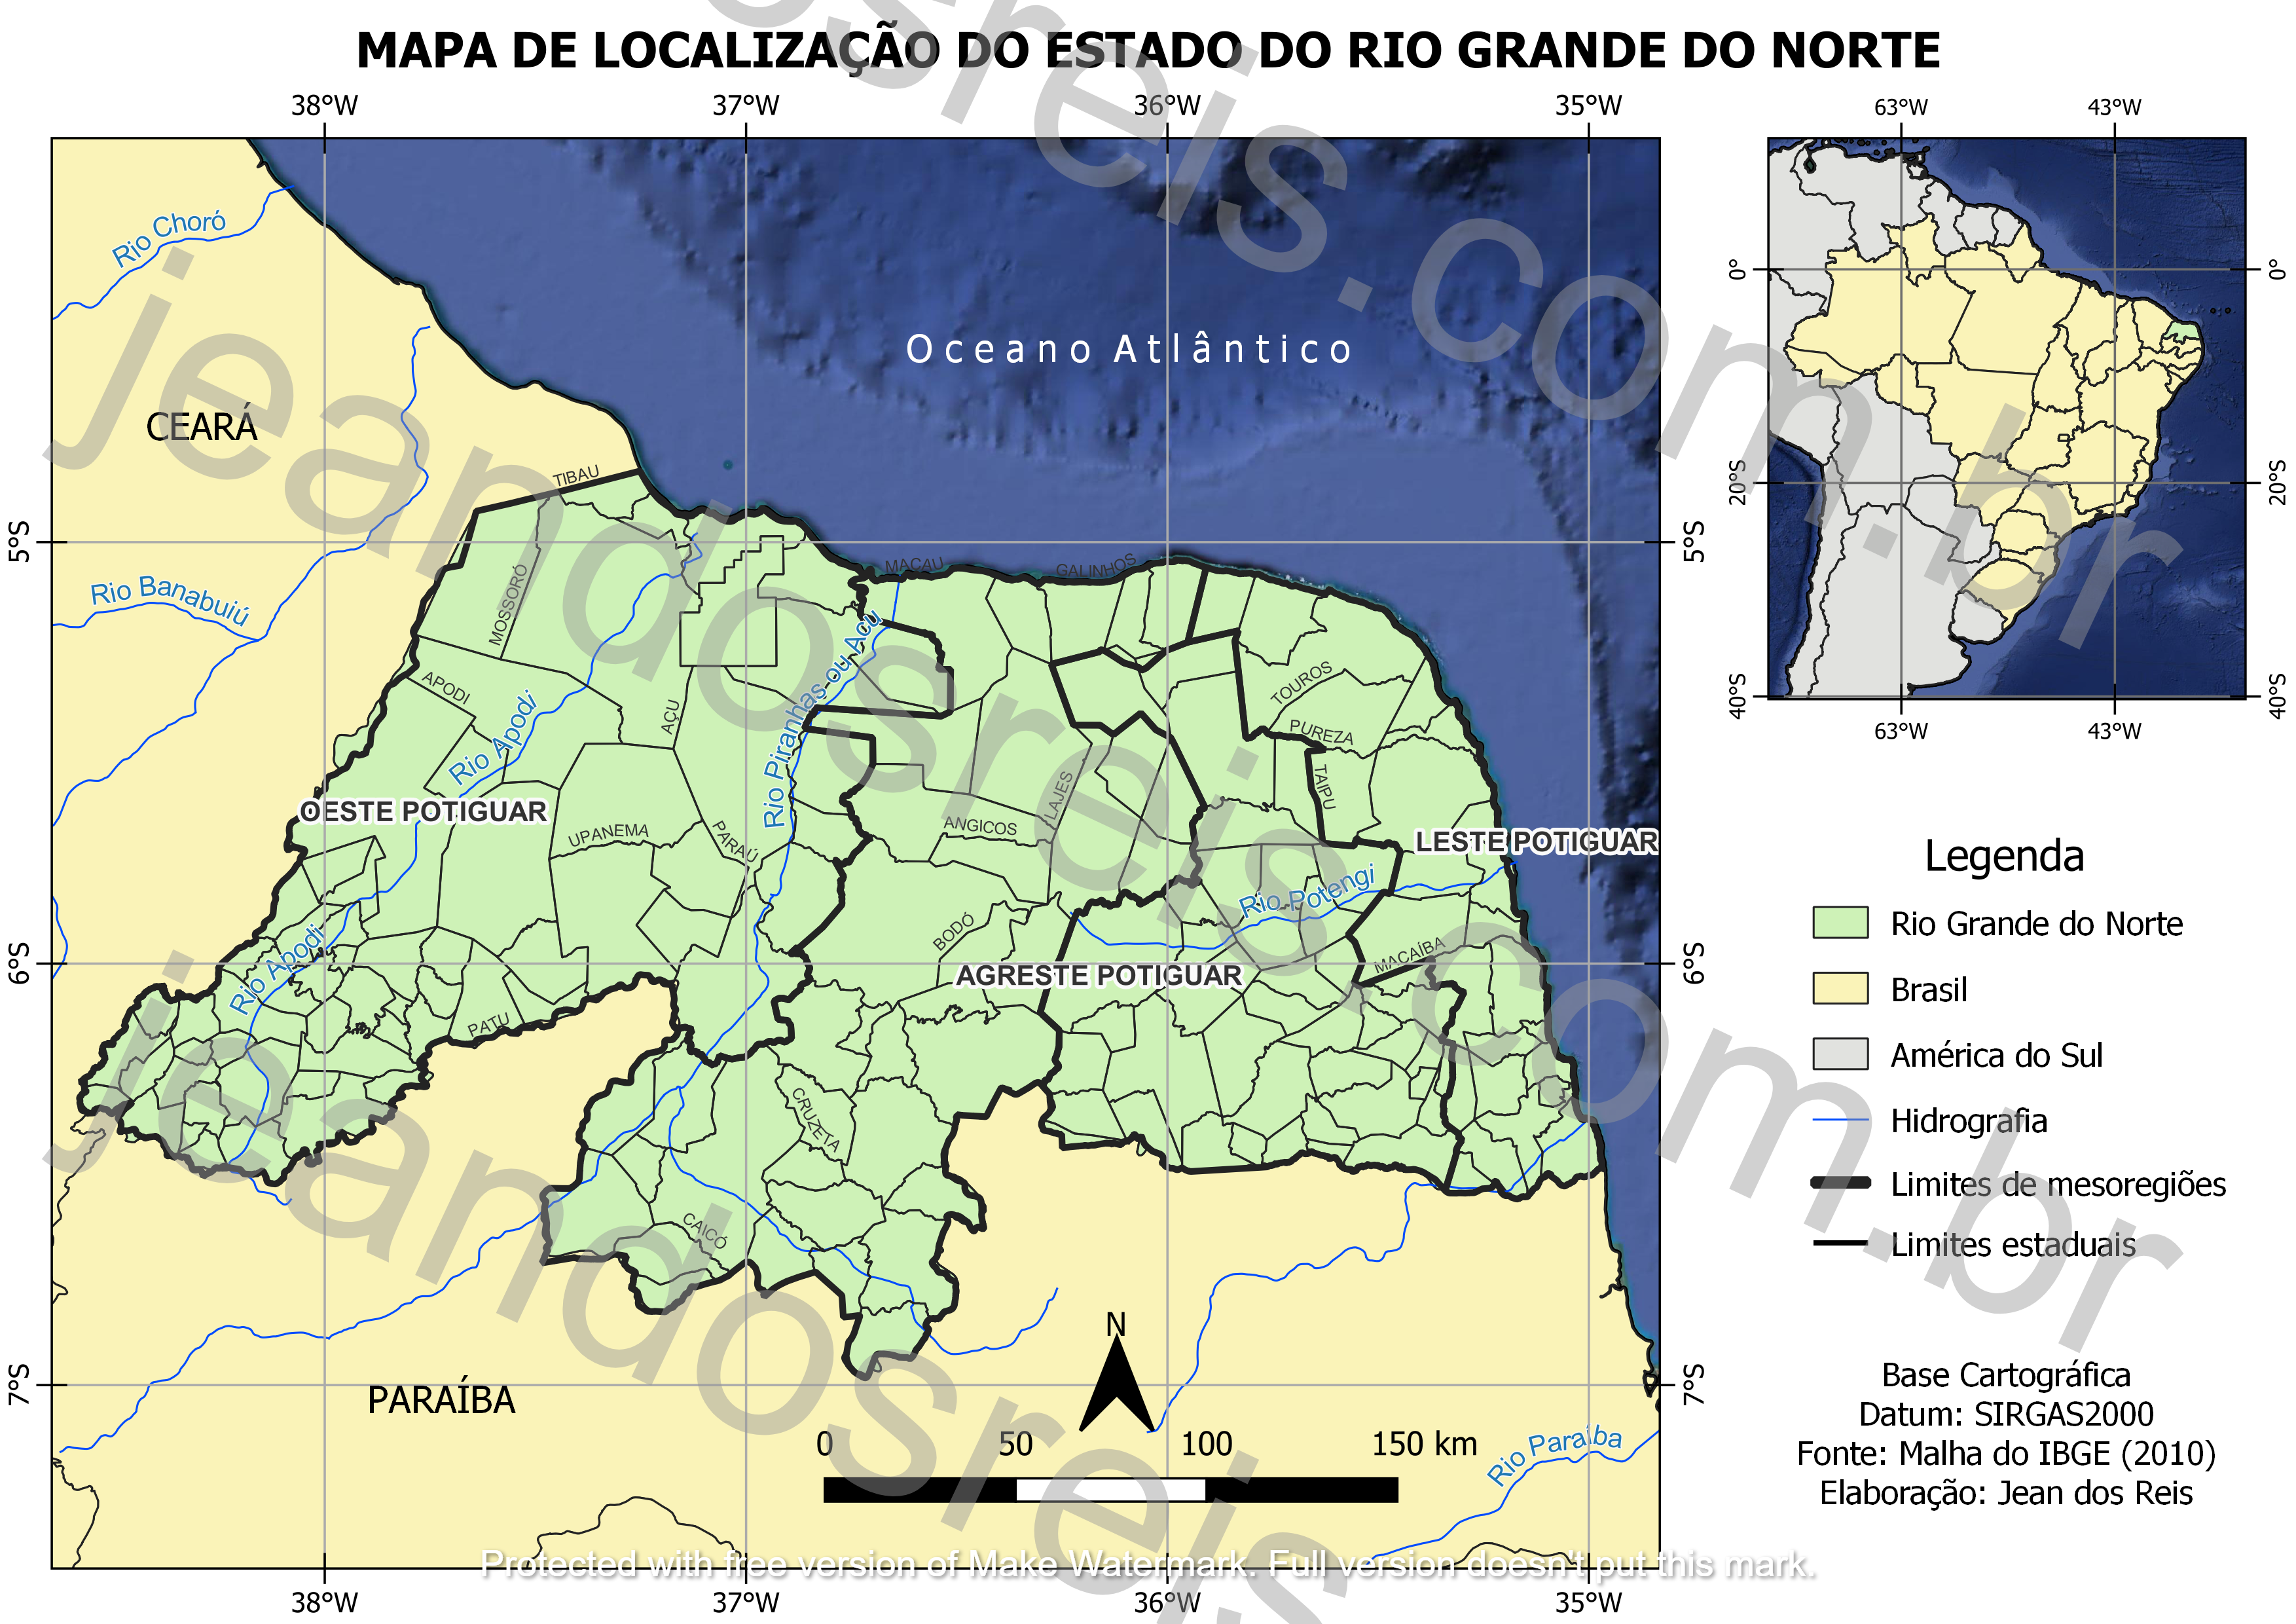 MAPA DE LOCALIZAÇÃO DO ESTADO DO RIO GRANDE DO NORTE
38°W
37°W
36°W
35°W
63°W
43°W
Rio Choró
Oceano Atlântico
CEARÁ
TIBAU
5°S
5°S
0°
0°
20°S
20°S
40°S
40°S
63°W
43°W
MACAU
GALINHOS
Rio Banabuiú
MOSSORÓ
APODI
Rio Apodi
AÇU
Rio Piranhas ou Açu
TOUROS
PUREZA
TAIPU
LAJES
OESTE POTIGUAR
UPANEMA
PARAÚ
ANGICOS
LESTE POTIGUAR
Rio Potengi
BODÓ
MACAÍBA
Rio Apodi
6°S
6°S
AGRESTE POTIGUAR
PATU
CRUZETA
CAICÓ
PARAÍBA
7°S
7°S
N
0 50 100 150 km
Rio Paraíba
38°W
37°W
36°W
35°W
Legenda
Rio Grande do Norte
Brasil
América do Sul
Hidrografia
Limites de mesoregiões
Limites estaduais
Base Cartográfica
Datum: SIRGAS2000
Fonte: Malha do IBGE (2010)
Elaboração: Jean dos Reis
jeandosreis.com.br
jeandosreis.com.br
Protected with free version of Make Watermark. Full version doesn't put this mark.